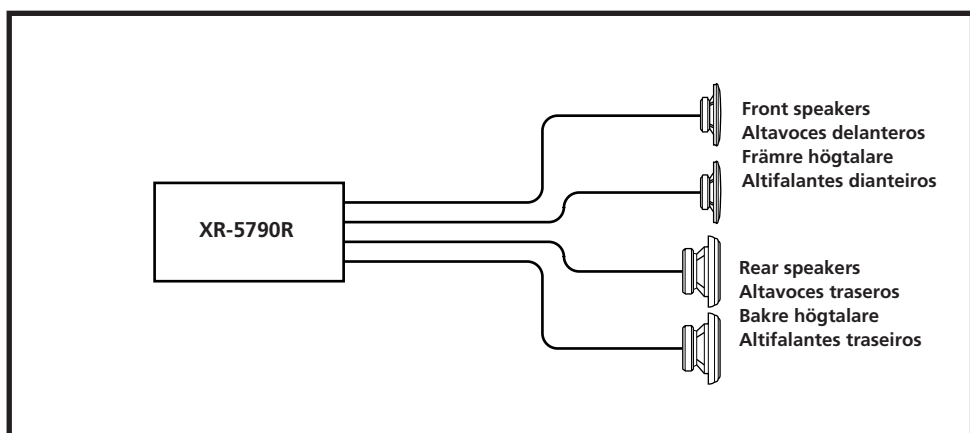 XR-5790R
Front speakers
Altavoces delanteros
Främre högtalare
Altifalantes dianteiros
Rear speakers
Altavoces traseros
Bakre högtalare
Altifalantes traseiros